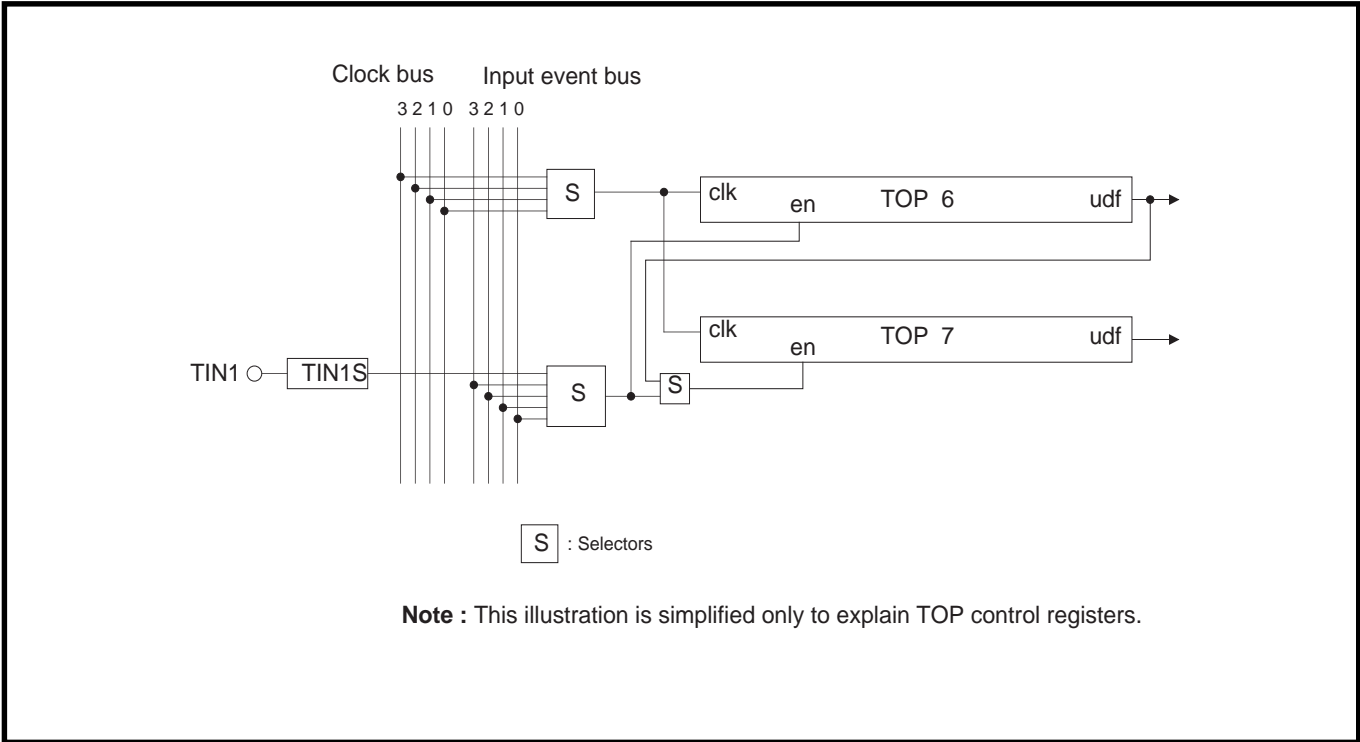 Clock bus
Input event bus
3 2 1 0
3 2 1 0
S
clk
en
TOP 6
udf
clk
en
TOP 7
udf
TIN1
TIN1S
S
S
S
: Selectors
Note : This illustration is simplified only to explain TOP control registers.